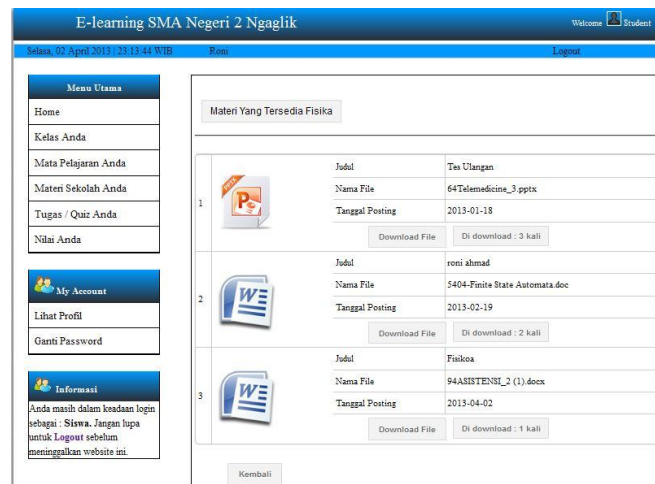 E-learning SMA Negeri 2 Ngaglik
Welcome Student
Selasa, 02 April 2013 | 23:13:44 WIB Roni Logout
Menu Utama
Home
Kelas Anda
Mata Pelajaran Anda
Materi Sekolah Anda
Tugas / Quiz Anda
Nilai Anda
My Account
Lihat Profil
Ganti Password
Informasi
Anda masih dalam keadaan login
sebagai : Siswa. Jangan lupa
untuk Logout sebelum
meninggalkan website ini.
Materi Yang Tersedia Fisika
1
PPTX
P
Judul Tes Ulangan
Nama File 64Telemedicine_3.pptx
Tanggal Posting 2013-01-18
Download File Di download : 3 kali
2
W
Judul roni ahmad
Nama File 5404-Finite State Automata.doc
Tanggal Posting 2013-02-19
Download File Di download : 2 kali
3
W
Judul Fisikoa
Nama File 94ASISTENSI_2 (1).docx
Tanggal Posting 2013-04-02
Download File Di download : 1 kali
Kembali